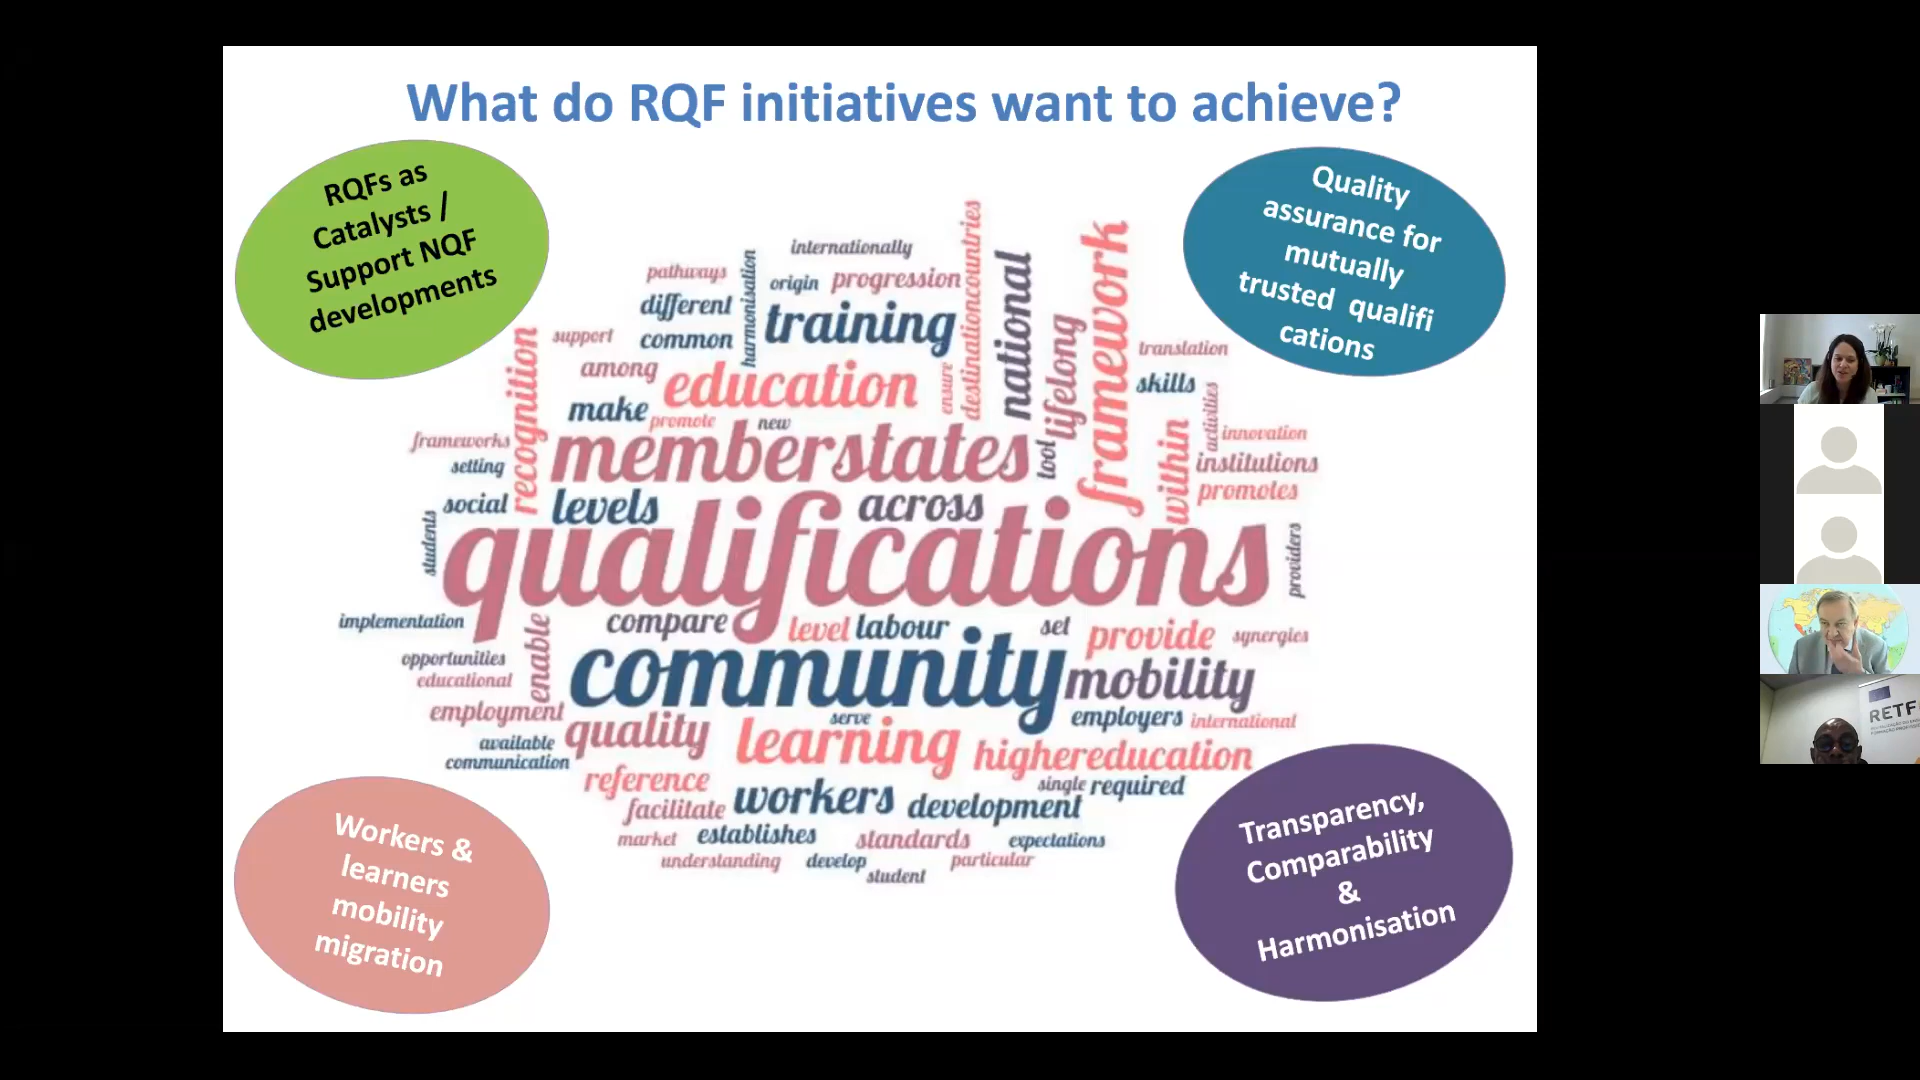 What do RQF initiatives want to achieve?
RQFs as
Catalysts /
Support NQF
developments
Quality
assurance for
mutually
trusted qualifi
cations
internationally
pathways
harmonisation
origin
progression
destinationcountries
national
framework
different
training
support
common
lifelong
translation
recognition
among
education
ensure
skills
make
promote
new
activities
frameworks
memberstates
tool
within
innovation
setting
institutions
social
levels
across
promotes
students
qualifications
providers
implementation
enable
compare
level
labour
set
provide
synergies
opportunities
community
mobility
educational
employment
quality
serve
employers
international
available
learning
highereducation
communication
reference
single
required
facilitate
workers
development
market
establishes
standards
expectations
understanding
develop
particular
student
Workers &
learners
mobility
migration
Transparency,
Comparability
&
Harmonisation
RETF